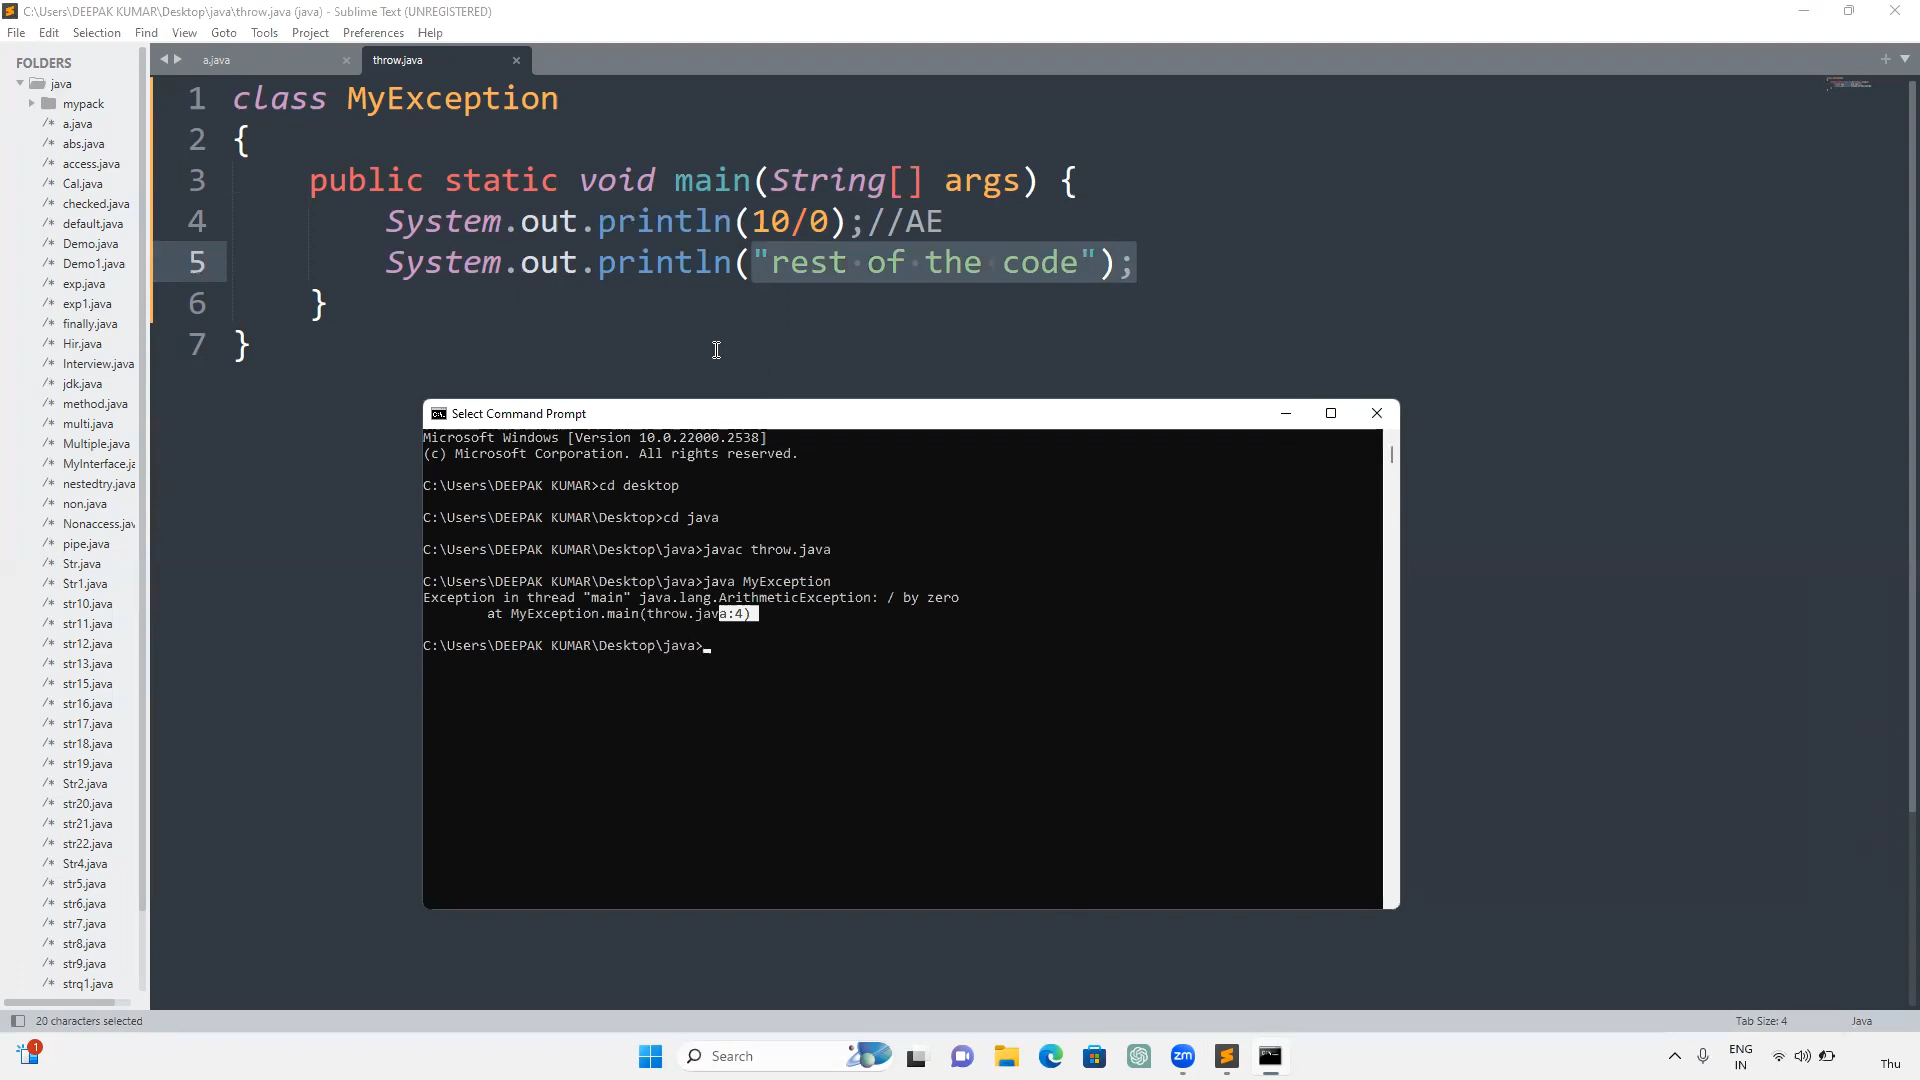 C:\Users\DEEPAK KUMAR\Desktop\java\throw.java (java) - Sublime Text (UNREGISTERED)
File Edit Selection Find View Goto Tools Project Preferences Help
FOLDERS
java
mypack
a.java
abs.java
access.java
Cal.java
checked.java
default.java
Demo.java
Demo1.java
exp.java
exp1.java
finally.java
Hir.java
Interview.java
jdk.java
method.java
multi.java
Multiple.java
MyInterface.ja
nestedtry.java
non.java
Nonaccess.jav
pipe.java
Str.java
Str1.java
str10.java
str11.java
str12.java
str13.java
str15.java
str16.java
str17.java
str18.java
str19.java
Str2.java
str20.java
str21.java
str22.java
Str4.java
str5.java
str6.java
str7.java
str8.java
str9.java
strq1.java
a.java
throw.java
1 class MyException
2 {
3 public static void main(String[] args) {
4 System.out.println(10/0);//AE
5 System.out.println("rest of the code");
6 }
7 }
Select Command Prompt
Microsoft Windows [Version 10.0.22000.2538]
(c) Microsoft Corporation. All rights reserved.
C:\Users\DEEPAK KUMAR>cd desktop
C:\Users\DEEPAK KUMAR\Desktop>cd java
C:\Users\DEEPAK KUMAR\Desktop\java>javac throw.java
C:\Users\DEEPAK KUMAR\Desktop\java>java MyException
Exception in thread "main" java.lang.ArithmeticException: / by zero
at MyException.main(throw.java:4)
C:\Users\DEEPAK KUMAR\Desktop\java>
20 characters selected
Tab Size: 4
Java
1
Search
zm
ENG
IN
Thu